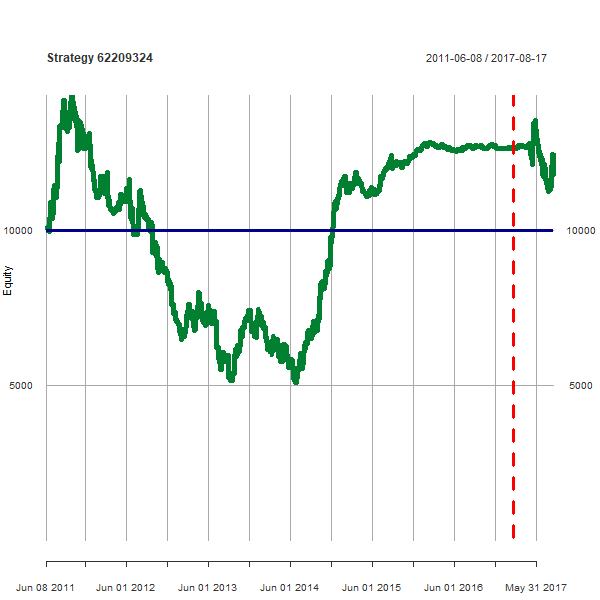 Strategy 62209324 2011-06-08 / 2017-08-17
10000 10000
Equity
5000 5000
Jun 08 2011 Jun 01 2012 Jun 01 2013 Jun 01 2014 Jun 01 2015 Jun 01 2016 May 31 2017